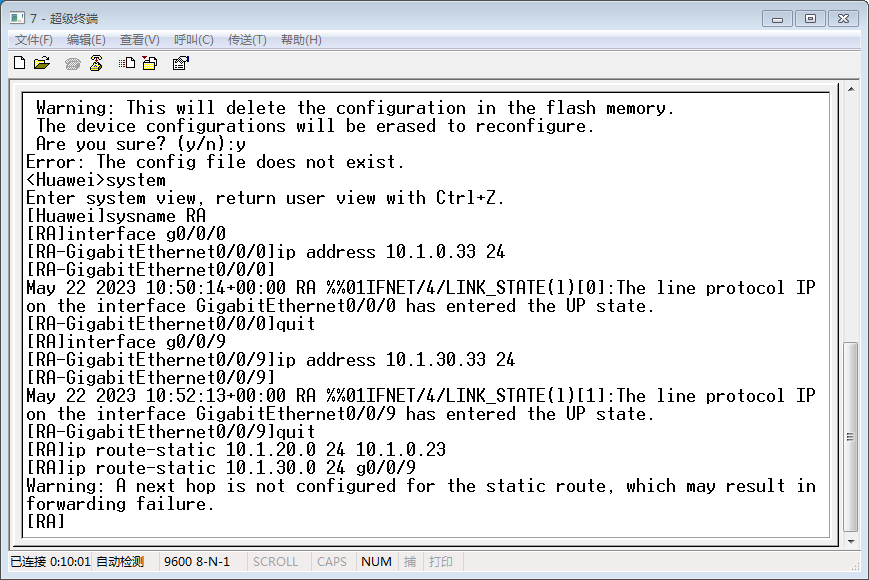 7 - 超级终端
文件(F) 编辑(E) 查看(V) 呼叫(C) 传送(T) 帮助(H)
Warning: This will delete the configuration in the flash memory.
The device configurations will be erased to reconfigure.
Are you sure? (y/n):y
Error: The config file does not exist.
<Huawei>system
Enter system view, return user view with Ctrl+Z.
[Huawei]sysname RA
[RA]interface g0/0/0
[RA-GigabitEthernet0/0/0]ip address 10.1.0.33 24
[RA-GigabitEthernet0/0/0]
May 22 2023 10:50:14+00:00 RA %%01IFNET/4/LINK_STATE(l)[0]:The line protocol IP
on the interface GigabitEthernet0/0/0 has entered the UP state.
[RA-GigabitEthernet0/0/0]quit
[RA]interface g0/0/9
[RA-GigabitEthernet0/0/9]ip address 10.1.30.33 24
[RA-GigabitEthernet0/0/9]
May 22 2023 10:52:13+00:00 RA %%01IFNET/4/LINK_STATE(l)[1]:The line protocol IP
on the interface GigabitEthernet0/0/9 has entered the UP state.
[RA-GigabitEthernet0/0/9]quit
[RA]ip route-static 10.1.20.0 24 10.1.0.23
[RA]ip route-static 10.1.30.0 24 g0/0/9
Warning: A next hop is not configured for the static route, which may result in
forwarding failure.
[RA]
已连接 0:10:01 自动检测 9600 8-N-1 SCROLL CAPS NUM 捕 打印